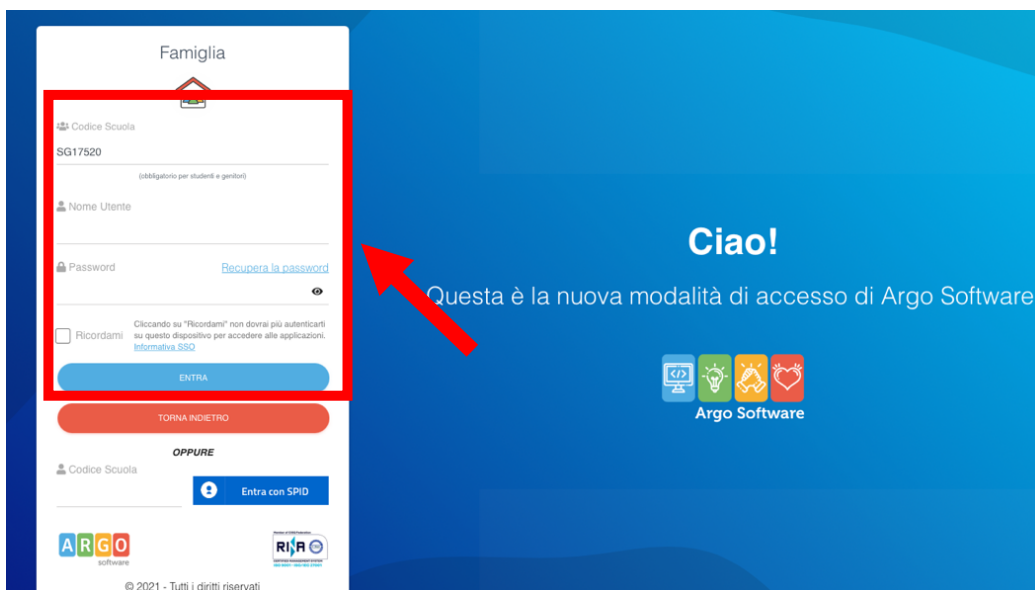 Famiglia
Codice Scuola
SG17520
(obbligatorio per studenti e genitori)
Nome Utente
Password
Recupera la password
Ricordami
Cliccando su "Ricordami" non dovrai più autenticarti
su questo dispositivo per accedere alle applicazioni.
Informativa SSO
ENTRA
TORNA INDIETRO
OPPURE
Codice Scuola
Entra con SPID
ARGO
software
RINA
© 2021 - Tutti i diritti riservati
Ciao!
Questa è la nuova modalità di accesso di Argo Software
Argo Software